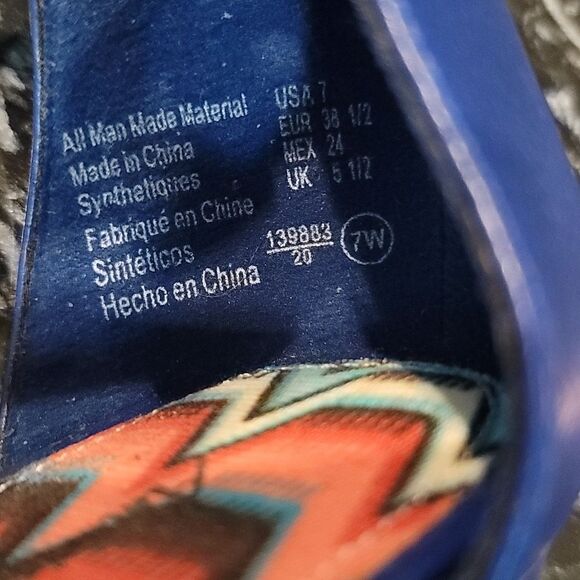 All Man Made Material
Made in China
Synthetiques
Fabriqué en Chine
Sintéticos
Hecho en China
USA 7
EUR 38 1/2
MEX 24
UK 5 1/2
139883
20
7W